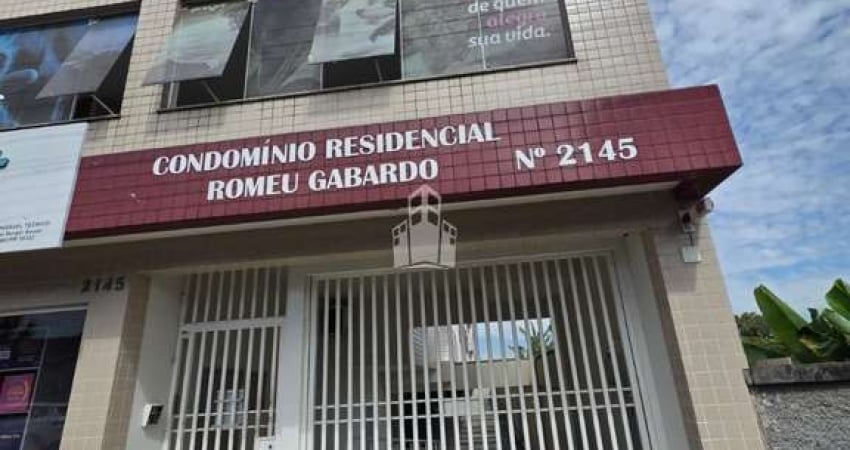 de quem
alegra
sua vida.
CONDOMÍNIO RESIDENCIAL
ROMEU GABARDO
Nº 2145
2145